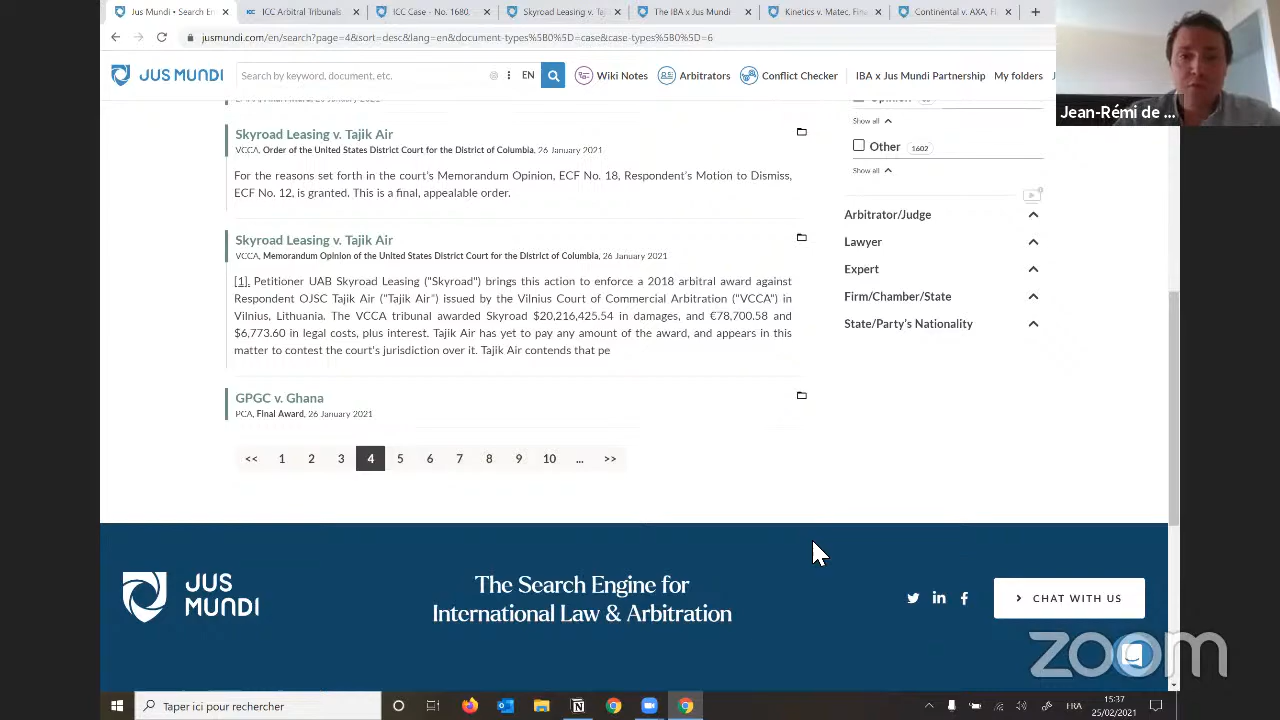 Jus Mundi • Search Eng
ICC Arbitral Tribunals
ICC Case - No. 1680.
Skyroad Leasing v. Taj
The IBA x Jus Mundi
Kinetics v. Matec, Fina
Continental v. AXA, Fi
jusmundi.com/en/search?page=4&sort=desc&lang=en&document-types%5B0%5D=case&case-types%5B0%5D=6
JUS MUNDI
Search by keyword, document, etc.
EN
Wiki Notes
Arbitrators
Conflict Checker
IBA x Jus Mundi Partnership
My folders
Jean-Rémi de ...
Final Award, 26 January 2021
Skyroad Leasing v. Tajik Air
VCCA, Order of the United States District Court for the District of Columbia, 26 January 2021
For the reasons set forth in the court's Memorandum Opinion, ECF No. 18, Respondent's Motion to Dismiss,
ECF No. 12, is granted. This is a final, appealable order.
Skyroad Leasing v. Tajik Air
VCCA, Memorandum Opinion of the United States District Court for the District of Columbia, 26 January 2021
[1]. Petitioner UAB Skyroad Leasing ("Skyroad") brings this action to enforce a 2018 arbitral award against
Respondent OJSC Tajik Air ("Tajik Air") issued by the Vilnius Court of Commercial Arbitration ("VCCA") in
Vilnius, Lithuania. The VCCA tribunal awarded Skyroad $20,216,425.54 in damages, and €78,700.58 and
$6,773.60 in legal costs, plus interest. Tajik Air has yet to pay any amount of the award, and appears in this
matter to contest the court's jurisdiction over it. Tajik Air contends that pe
GPGC v. Ghana
PCA, Final Award, 26 January 2021
<< 1 2 3 4 5 6 7 8 9 10 ... >>
Opinion
Show all
Other 1602
Show all
Arbitrator/Judge
Lawyer
Expert
Firm/Chamber/State
State/Party's Nationality
JUS
MUNDI
The Search Engine for
International Law & Arbitration
CHAT WITH US
zoom
Taper ici pour rechercher
FRA
15:37
25/02/2021